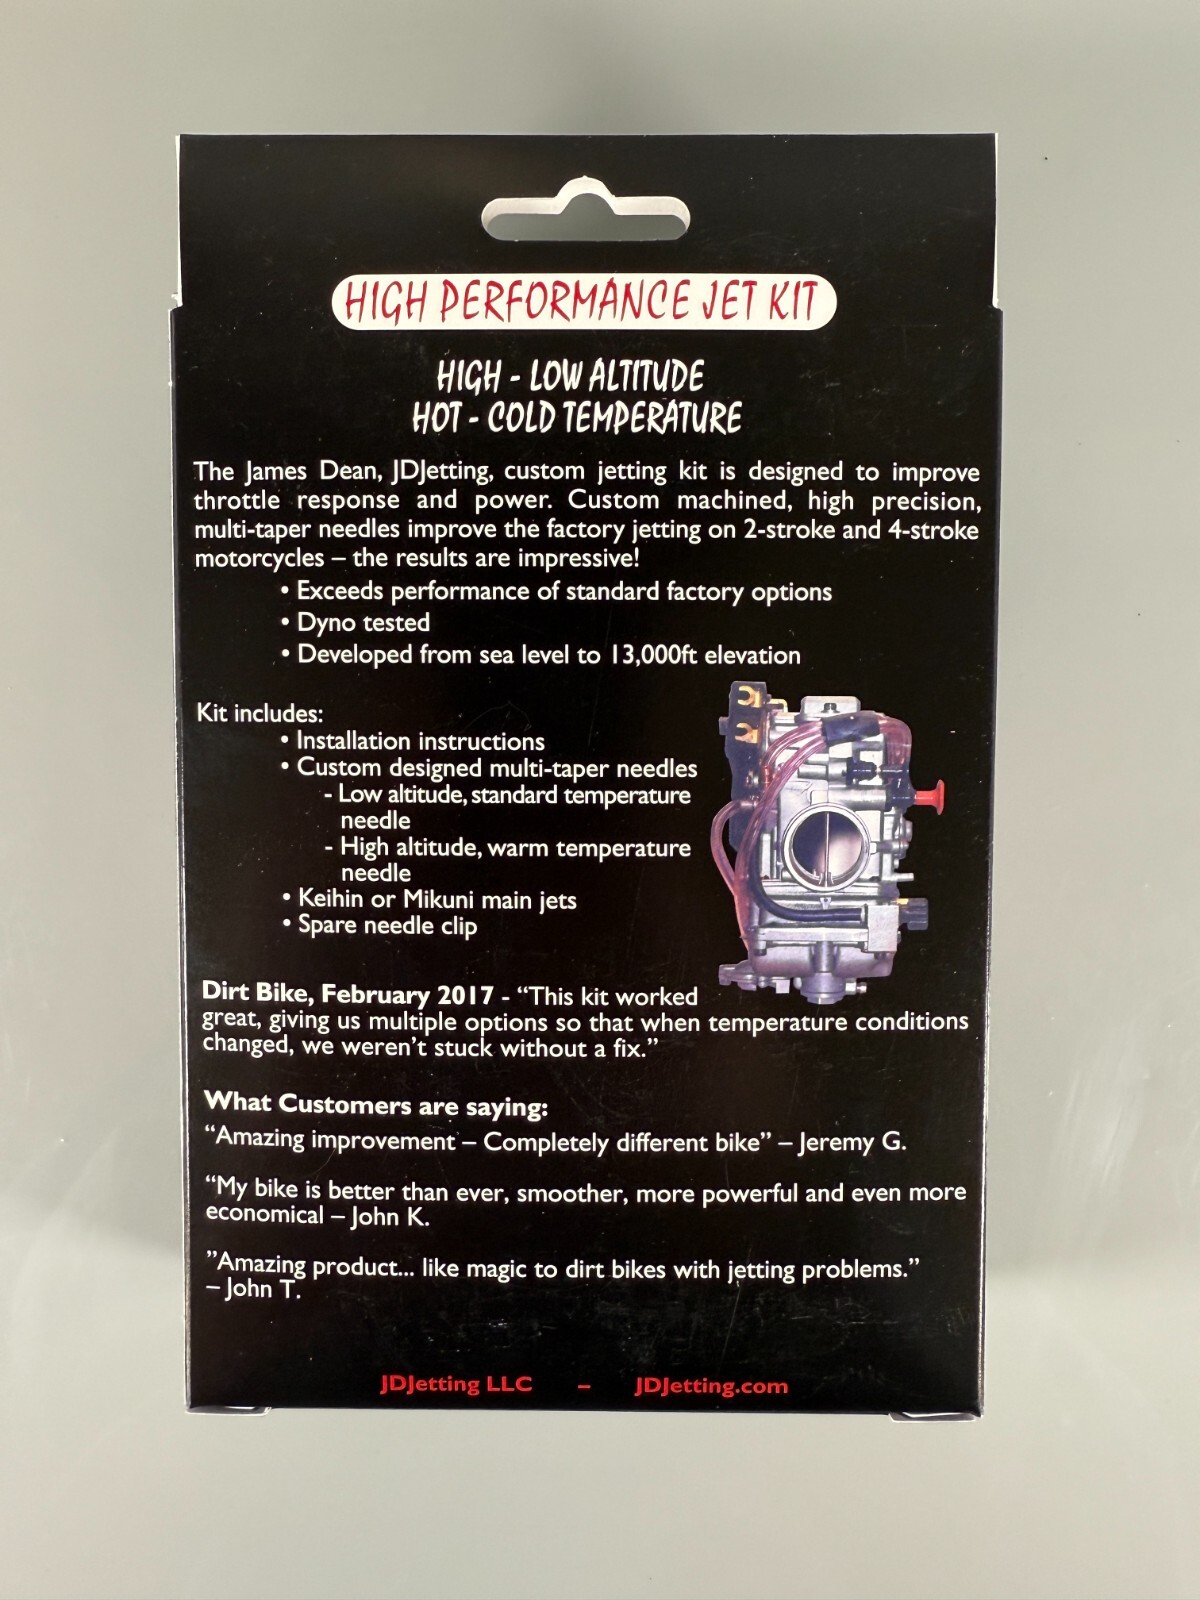 HIGH PERFORMANCE JET KIT
HIGH - LOW ALTITUDE
HOT - COLD TEMPERATURE
The James Dean, JDJetting, custom jetting kit is designed to improve
throttle response and power. Custom machined, high precision,
multi-taper needles improve the factory jetting on 2-stroke and 4-stroke
motorcycles – the results are impressive!
• Exceeds performance of standard factory options
• Dyno tested
• Developed from sea level to 13,000ft elevation
Kit includes:
• Installation instructions
• Custom designed multi-taper needles
- Low altitude, standard temperature
needle
- High altitude, warm temperature
needle
• Keihin or Mikuni main jets
• Spare needle clip
Dirt Bike, February 2017 - “This kit worked
great, giving us multiple options so that when temperature conditions
changed, we weren’t stuck without a fix.”
What Customers are saying:
“Amazing improvement – Completely different bike” – Jeremy G.
“My bike is better than ever, smoother, more powerful and even more
economical – John K.
”Amazing product... like magic to dirt bikes with jetting problems.”
– John T.
JDJetting LLC – JDJetting.com